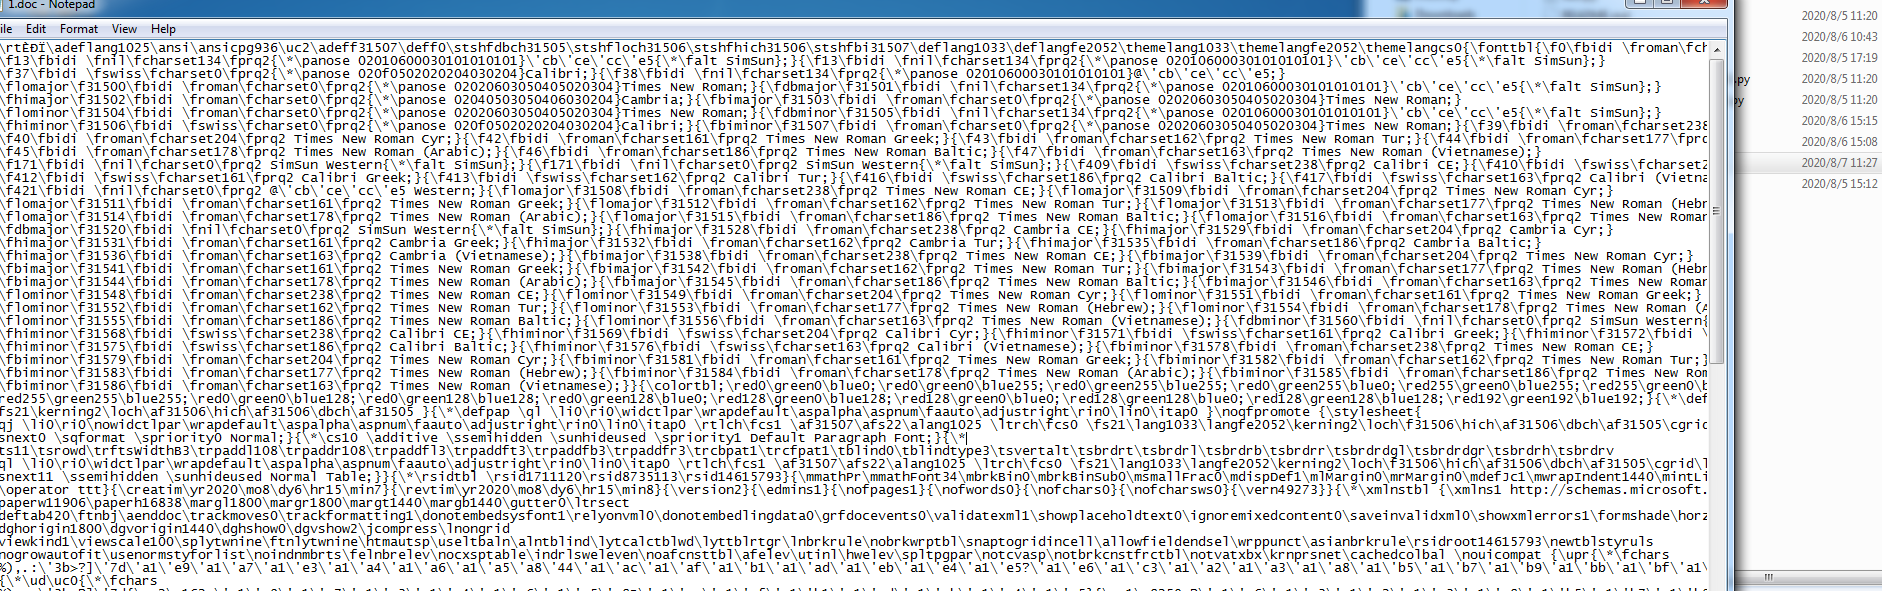 1.doc - Notepad
ile Edit Format View Help
\rtÈÐÏ\adeflang1025\ansi\ansicpg936\uc2\adeff31507\deff0\stshfdbch31505\stshfloch31506\stshfhich31506\stshfbi31507\deflang1033\deflangfe2052\themelang1033\themelangfe2052\themelangcs0{\fonttbl{\f0\fbidi \froman\fch
\f13\fbidi \fnil\fcharset134\fprq2{\*\panose 02010600030101010101}\'cb\'ce\'cc\'e5{\*\falt SimSun};}{\f13\fbidi \fnil\fcharset134\fprq2{\*\panose 02010600030101010101}\'cb\'ce\'cc\'e5{\*\falt SimSun};}
\f37\fbidi \fswiss\fcharset0\fprq2{\*\panose 020f0502020204030204}Calibri;}{\f38\fbidi \fnil\fcharset134\fprq2{\*\panose 02010600030101010101}@\'cb\'ce\'cc\'e5;}
\flomajor\f31500\fbidi \froman\fcharset0\fprq2{\*\panose 02020603050405020304}Times New Roman;}{\fdbmajor\f31501\fbidi \fnil\fcharset134\fprq2{\*\panose 02010600030101010101}\'cb\'ce\'cc\'e5{\*\falt SimSun};}
\fhimajor\f31502\fbidi \froman\fcharset0\fprq2{\*\panose 02040503050406030204}Cambria;}{\fbimajor\f31503\fbidi \froman\fcharset0\fprq2{\*\panose 02020603050405020304}Times New Roman;}
\flominor\f31504\fbidi \froman\fcharset0\fprq2{\*\panose 02020603050405020304}Times New Roman;}{\fdbminor\f31505\fbidi \fnil\fcharset134\fprq2{\*\panose 02010600030101010101}\'cb\'ce\'cc\'e5{\*\falt SimSun};}
\fhiminor\f31506\fbidi \fswiss\fcharset0\fprq2{\*\panose 020f0502020204030204}Calibri;}{\fbiminor\f31507\fbidi \froman\fcharset0\fprq2{\*\panose 02020603050405020304}Times New Roman;}{\f39\fbidi \froman\fcharset238
\f40\fbidi \froman\fcharset204\fprq2 Times New Roman Cyr;}{\f42\fbidi \froman\fcharset161\fprq2 Times New Roman Greek;}{\f43\fbidi \froman\fcharset162\fprq2 Times New Roman Tur;}{\f44\fbidi \froman\fcharset177\fprq
\f45\fbidi \froman\fcharset178\fprq2 Times New Roman (Arabic);}{\f46\fbidi \froman\fcharset186\fprq2 Times New Roman Baltic;}{\f47\fbidi \froman\fcharset163\fprq2 Times New Roman (Vietnamese);}
\f171\fbidi \fnil\fcharset0\fprq2 SimSun Western{\*\falt SimSun};}{\f171\fbidi \fnil\fcharset0\fprq2 SimSun Western{\*\falt SimSun};}{\f409\fbidi \fswiss\fcharset238\fprq2 Calibri CE;}{\f410\fbidi \fswiss\fcharset2
\f412\fbidi \fswiss\fcharset161\fprq2 Calibri Greek;}{\f413\fbidi \fswiss\fcharset162\fprq2 Calibri Tur;}{\f416\fbidi \fswiss\fcharset186\fprq2 Calibri Baltic;}{\f417\fbidi \fswiss\fcharset163\fprq2 Calibri (Vietna
\f421\fbidi \fnil\fcharset0\fprq2 @\'cb\'ce\'cc\'e5 Western;}{\flomajor\f31508\fbidi \froman\fcharset238\fprq2 Times New Roman CE;}{\flomajor\f31509\fbidi \froman\fcharset204\fprq2 Times New Roman Cyr;}
\flomajor\f31511\fbidi \froman\fcharset161\fprq2 Times New Roman Greek;}{\flomajor\f31512\fbidi \froman\fcharset162\fprq2 Times New Roman Tur;}{\flomajor\f31513\fbidi \froman\fcharset177\fprq2 Times New Roman (Heb
\flomajor\f31514\fbidi \froman\fcharset178\fprq2 Times New Roman (Arabic);}{\flomajor\f31515\fbidi \froman\fcharset186\fprq2 Times New Roman Baltic;}{\flomajor\f31516\fbidi \froman\fcharset163\fprq2 Times New Roman
\fdbmajor\f31520\fbidi \fnil\fcharset0\fprq2 SimSun Western{\*\falt SimSun};}{\fhimajor\f31528\fbidi \froman\fcharset238\fprq2 Cambria CE;}{\fhimajor\f31529\fbidi \froman\fcharset204\fprq2 Cambria Cyr;}
\fhimajor\f31531\fbidi \froman\fcharset161\fprq2 Cambria Greek;}{\fhimajor\f31532\fbidi \froman\fcharset162\fprq2 Cambria Tur;}{\fhimajor\f31535\fbidi \froman\fcharset186\fprq2 Cambria Baltic;}
\fhimajor\f31536\fbidi \froman\fcharset163\fprq2 Cambria (Vietnamese);}{\fbimajor\f31538\fbidi \froman\fcharset238\fprq2 Times New Roman CE;}{\fbimajor\f31539\fbidi \froman\fcharset204\fprq2 Times New Roman Cyr;}
\fbimajor\f31541\fbidi \froman\fcharset161\fprq2 Times New Roman Greek;}{\fbimajor\f31542\fbidi \froman\fcharset162\fprq2 Times New Roman Tur;}{\fbimajor\f31543\fbidi \froman\fcharset177\fprq2 Times New Roman (Heb
\fbimajor\f31544\fbidi \froman\fcharset178\fprq2 Times New Roman (Arabic);}{\fbimajor\f31545\fbidi \froman\fcharset186\fprq2 Times New Roman Baltic;}{\fbimajor\f31546\fbidi \froman\fcharset163\fprq2 Times New Roman
\flominor\f31548\fbidi \froman\fcharset238\fprq2 Times New Roman CE;}{\flominor\f31549\fbidi \froman\fcharset204\fprq2 Times New Roman Cyr;}{\flominor\f31551\fbidi \froman\fcharset161\fprq2 Times New Roman Greek;}
\flominor\f31552\fbidi \froman\fcharset162\fprq2 Times New Roman Tur;}{\flominor\f31553\fbidi \froman\fcharset177\fprq2 Times New Roman (Hebrew);}{\flominor\f31554\fbidi \froman\fcharset178\fprq2 Times New Roman (A
\flominor\f31555\fbidi \froman\fcharset186\fprq2 Times New Roman Baltic;}{\flominor\f31556\fbidi \froman\fcharset163\fprq2 Times New Roman (Vietnamese);}{\fdbminor\f31560\fbidi \fnil\fcharset0\fprq2 SimSun Western{
\fhiminor\f31568\fbidi \fswiss\fcharset238\fprq2 Calibri CE;}{\fhiminor\f31569\fbidi \fswiss\fcharset204\fprq2 Calibri Cyr;}{\fhiminor\f31571\fbidi \fswiss\fcharset161\fprq2 Calibri Greek;}{\fhiminor\f31572\fbidi \
\fhiminor\f31575\fbidi \fswiss\fcharset186\fprq2 Calibri Baltic;}{\fhiminor\f31576\fbidi \fswiss\fcharset163\fprq2 Calibri (Vietnamese);}{\fbiminor\f31578\fbidi \froman\fcharset238\fprq2 Times New Roman CE;}
\fbiminor\f31579\fbidi \froman\fcharset204\fprq2 Times New Roman Cyr;}{\fbiminor\f31581\fbidi \froman\fcharset161\fprq2 Times New Roman Greek;}{\fbiminor\f31582\fbidi \froman\fcharset162\fprq2 Times New Roman Tur;}
\fbiminor\f31583\fbidi \froman\fcharset177\fprq2 Times New Roman (Hebrew);}{\fbiminor\f31584\fbidi \froman\fcharset178\fprq2 Times New Roman (Arabic);}{\fbiminor\f31585\fbidi \froman\fcharset186\fprq2 Times New Rom
\fbiminor\f31586\fbidi \froman\fcharset163\fprq2 Times New Roman (Vietnamese);}}{\colortbl;\red0\green0\blue0;\red0\green0\blue255;\red0\green255\blue255;\red0\green255\blue0;\red255\green0\blue255;\red255\green0\b
red255\green255\blue255;\red0\green0\blue128;\red0\green128\blue128;\red0\green128\blue0;\red128\green0\blue128;\red128\green0\blue0;\red128\green128\blue0;\red128\green128\blue128;\red192\green192\blue192;}{\*\def
fs21\kerning2\loch\af31506\hich\af31506\dbch\af31505 }{\*\defpap \ql \li0\ri0\widctlpar\wrapdefault\aspalpha\aspnum\faauto\adjustright\rin0\lin0\itap0 }\nogfpromote {\stylesheet{
qj \li0\ri0\nowidctlpar\wrapdefault\aspalpha\aspnum\faauto\adjustright\rin0\lin0\itap0 \rtlch\fcs1 \af31507\afs22\alang1025 \ltrch\fcs0 \fs21\lang1033\langfe2052\kerning2\loch\f31506\hich\af31506\dbch\af31505\cgrid
snext0 \sqformat \spriority0 Normal;}{\*\cs10 \additive \ssemihidden \sunhideused \spriority1 Default Paragraph Font;}{\*
ts11\tsrowd\trftsWidthB3\trpaddl108\trpaddr108\trpaddfl3\trpaddft3\trpaddfb3\trpaddfr3\trcbpat1\trcfpat1\tblind0\tblindtype3\tsvertalt\tsbrdrt\tsbrdrl\tsbrdrb\tsbrdrr\tsbrdrdgl\tsbrdrdgr\tsbrdrh\tsbrdrv
ql \li0\ri0\widctlpar\wrapdefault\aspalpha\aspnum\faauto\adjustright\rin0\lin0\itap0 \rtlch\fcs1 \af31507\afs22\alang1025 \ltrch\fcs0 \fs21\lang1033\langfe2052\kerning2\loch\f31506\hich\af31506\dbch\af31505\cgrid\l
snext11 \ssemihidden \sunhideused Normal Table;}}{\*\rsidtbl \rsid1711120\rsid8735113\rsid14615793}{\mmathPr\mmathFont34\mbrkBin0\mbrkBinSub0\msmallFrac0\mdispDef1\mlMargin0\mrMargin0\mdefJc1\mwrapIndent1440\mintLi
\operator ttt}{\creatim\yr2020\mo8\dy6\hr15\min7}{\revtim\yr2020\mo8\dy6\hr15\min8}{\version2}{\edmins1}{\nofpages1}{\nofwords0}{\nofchars0}{\nofcharsws0}{\vern49273}}{\*\xmlnstbl {\xmlns1 http://schemas.microsoft.
paperw11906\paperh16838\margl1800\margr1800\margt1440\margb1440\gutter0\ltrsect
deftab420\ftnbj\aenddoc\trackmoves0\trackformatting1\donotembedsysfont1\relyonvml0\donotembedlingdata0\grfdocevents0\validatexml1\showplaceholdtext0\ignoremixedcontent0\saveinvalidxml0\showxmlerrors1\formshade\horz
dghorigin1800\dgvorigin1440\dghshow0\dgvshow2\jcompress\lnongrid
viewkind1\viewscale100\splytwnine\ftnlytwnine\htmautsp\useltbaln\alntblind\lytcalctblwd\lyttblrtgr\lnbrkrule\nobrkwrptbl\snaptogridincell\allowfieldendsel\wrppunct\asianbrkrule\rsidroot14615793\newtblstyruls
nogrowautofit\usenormstyforlist\noindnmbrts\felnbrelev\nocxsptable\indrlsweleven\noafcnsttbl\afelev\utinl\hwelev\spltpgpar\notcvasp\notbrkcnstfrctbl\notvatxbx\krnprsnet\cachedcolbal \nouicompat {\upr{\*\fchars
%),.:\'3b>?]\'7d\'a1\'e9\'a1\'a7\'a1\'e3\'a1\'a4\'a1\'a6\'a1\'a5\'a8\'44\'a1\'ac\'a1\'af\'a1\'b1\'a1\'ad\'a1\'eb\'a1\'e4\'a1\'e5?\'a1\'e6\'a1\'c3\'a1\'a2\'a1\'a3\'a1\'a8\'a1\'b5\'a1\'b7\'a1\'b9\'a1\'bb\'a1\'bf\'a1\
{\*\ud\uc0{\*\fchars
2020/8/5 11:20
2020/8/6 10:43
2020/8/5 17:19
.py 2020/8/5 11:20
py 2020/8/5 11:20
2020/8/6 15:15
2020/8/6 15:08
2020/8/7 11:27
2020/8/5 15:12